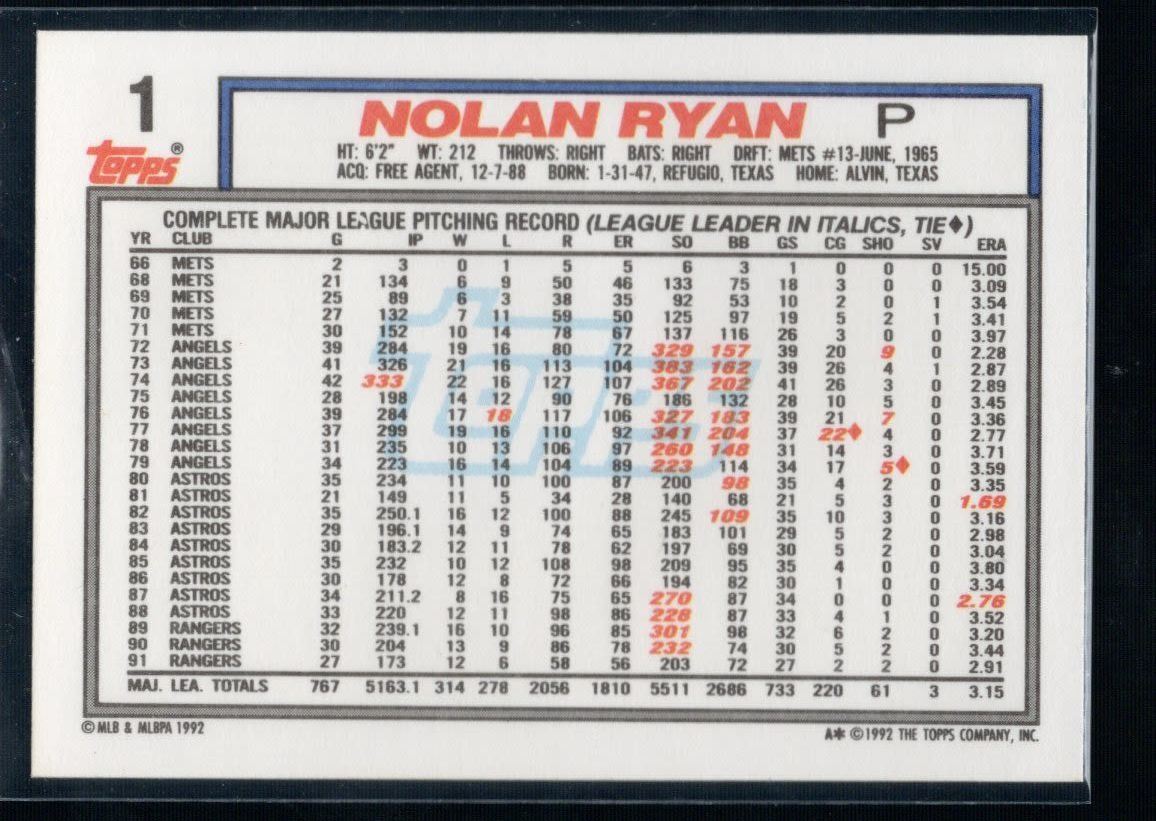 1
NOLAN RYAN P
topps®
HT: 6'2" WT: 212 THROWS: RIGHT BATS: RIGHT DRFT: METS #13-JUNE, 1965
ACQ: FREE AGENT, 12-7-88 BORN: 1-31-47, REFUGIO, TEXAS HOME: ALVIN, TEXAS
COMPLETE MAJOR LEAGUE PITCHING RECORD (LEAGUE LEADER IN ITALICS, TIE♦)
YR CLUB G IP W L R ER SO BB GS CG SHO SV ERA
66 METS 2 3 0 1 5 5 6 3 1 0 0 0 15.00
68 METS 21 134 6 9 50 46 133 75 18 3 0 0 3.09
69 METS 25 89 6 3 38 35 92 53 10 2 0 1 3.54
70 METS 27 132 7 11 59 50 125 97 19 5 2 1 3.41
71 METS 30 152 10 14 78 67 137 116 26 3 0 0 3.97
72 ANGELS 39 284 19 16 80 72 329 157 39 20 9 0 2.28
73 ANGELS 41 326 21 16 113 104 383 162 39 26 4 1 2.87
74 ANGELS 42 333 22 16 127 107 367 202 41 26 3 0 2.89
75 ANGELS 28 198 14 12 90 76 186 132 28 10 5 0 3.45
76 ANGELS 39 284 17 18 117 106 327 183 39 21 7 0 3.36
77 ANGELS 37 299 19 16 110 92 341 204 37 22♦ 4 0 2.77
78 ANGELS 31 235 10 13 106 97 260 148 31 14 3 0 3.71
79 ANGELS 34 223 16 14 104 89 223 114 34 17 5♦ 0 3.59
80 ASTROS 35 234 11 10 100 87 200 98 35 4 2 0 3.35
81 ASTROS 21 149 11 5 34 28 140 68 21 5 3 0 1.69
82 ASTROS 35 250.1 16 12 100 88 245 109 35 10 3 0 3.16
83 ASTROS 29 196.1 14 9 74 65 183 101 29 5 2 0 2.98
84 ASTROS 30 183.2 12 11 78 62 197 69 30 5 2 0 3.04
85 ASTROS 35 232 10 12 108 98 209 95 35 4 0 0 3.80
86 ASTROS 30 178 12 8 72 66 194 82 30 1 0 0 3.34
87 ASTROS 34 211.2 8 16 75 65 270 87 34 0 0 0 2.76
88 ASTROS 33 220 12 11 98 86 228 87 33 4 1 0 3.52
89 RANGERS 32 239.1 16 10 96 85 301 98 32 6 2 0 3.20
90 RANGERS 30 204 13 9 86 78 232 74 30 5 2 0 3.44
91 RANGERS 27 173 12 6 58 56 203 72 27 2 2 0 2.91
MAJ. LEA. TOTALS 767 5163.1 314 278 2056 1810 5511 2686 733 220 61 3 3.15
topps
© MLB & MLBPA 1992
A* © 1992 THE TOPPS COMPANY, INC.